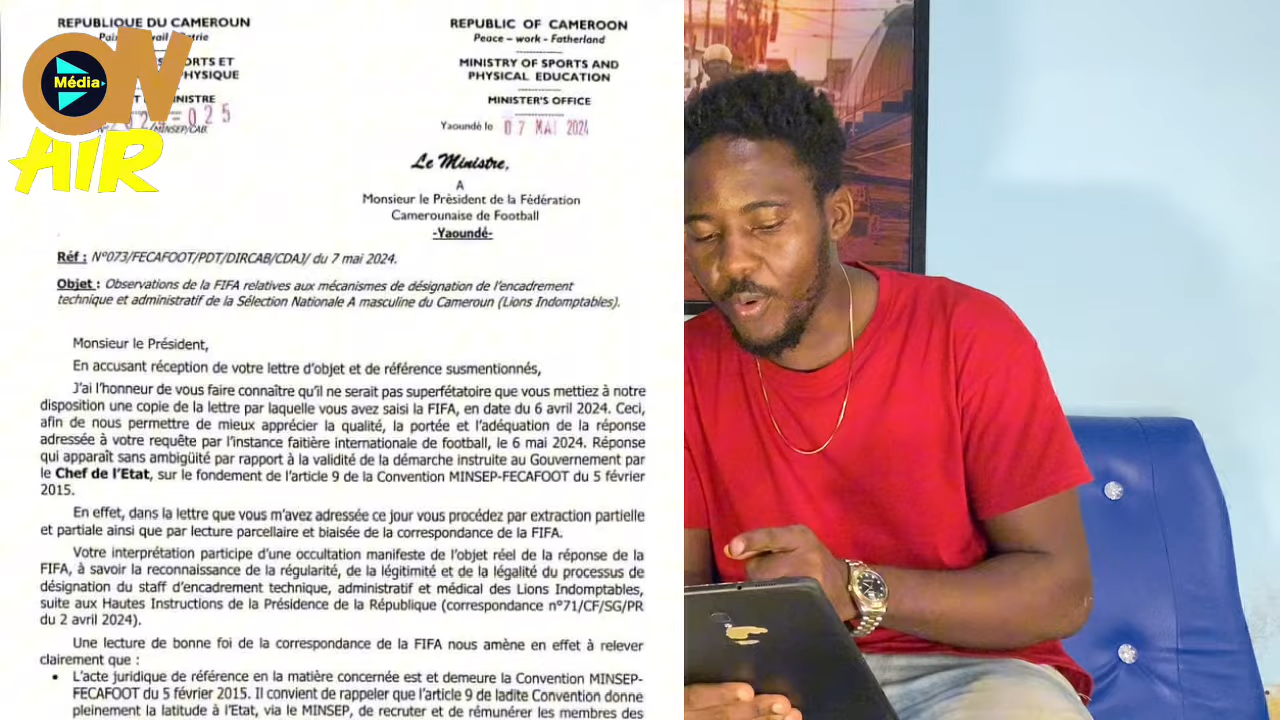 REPUBLIQUE DU CAMEROUN
REPUBLIC OF CAMEROON
Peace – work - Fatherland
MINISTRY OF SPORTS AND
PHYSICAL EDUCATION
MINISTER'S OFFICE
ON
Média
AIR
ORTS ET
PHYSIQUE
MINISTRE
025
/MINSEP/CAB.
Yaoundé le 07 MAI 2024
Le Ministre,
A
Monsieur le Président de la Fédération
Camerounaise de Football
-Yaoundé-
Réf : N°073/FECAFOOT/PDT/DIRCAB/CDAJ/ du 7 mai 2024.
Objet : Observations de la FIFA relatives aux mécanismes de désignation de l'encadrement
technique et administratif de la Sélection Nationale A masculine du Cameroun (Lions Indomptables).
Monsieur le Président,
En accusant réception de votre lettre d'objet et de référence susmentionnés,
J'ai l'honneur de vous faire connaître qu'il ne serait pas superfétatoire que vous mettiez à notre
disposition une copie de la lettre par laquelle vous avez saisi la FIFA, en date du 6 avril 2024. Ceci,
afin de nous permettre de mieux apprécier la qualité, la portée et l'adéquation de la réponse
adressée à votre requête par l'instance faitière internationale de football, le 6 mai 2024. Réponse
qui apparaît sans ambigüité par rapport à la validité de la démarche instruite au Gouvernement par
le Chef de l'Etat, sur le fondement de l'article 9 de la Convention MINSEP-FECAFOOT du 5 février
2015.
En effet, dans la lettre que vous m'avez adressée ce jour vous procédez par extraction partielle
et partiale ainsi que par lecture parcellaire et biaisée de la correspondance de la FIFA.
Votre interprétation participe d'une occultation manifeste de l'objet réel de la réponse de la
FIFA, à savoir la reconnaissance de la régularité, de la légitimité et de la légalité du processus de
désignation du staff d'encadrement technique, administratif et médical des Lions Indomptables,
suite aux Hautes Instructions de la Présidence de la République (correspondance n°71/CF/SG/PR
du 2 avril 2024).
Une lecture de bonne foi de la correspondance de la FIFA nous amène en effet à relever
clairement que :
• L'acte juridique de référence en la matière concernée est et demeure la Convention MINSEP-
FECAFOOT du 5 février 2015. Il convient de rappeler que l'article 9 de ladite Convention donne
pleinement la latitude à l'Etat, via le MINSEP, de recruter et de rémunérer les membres des